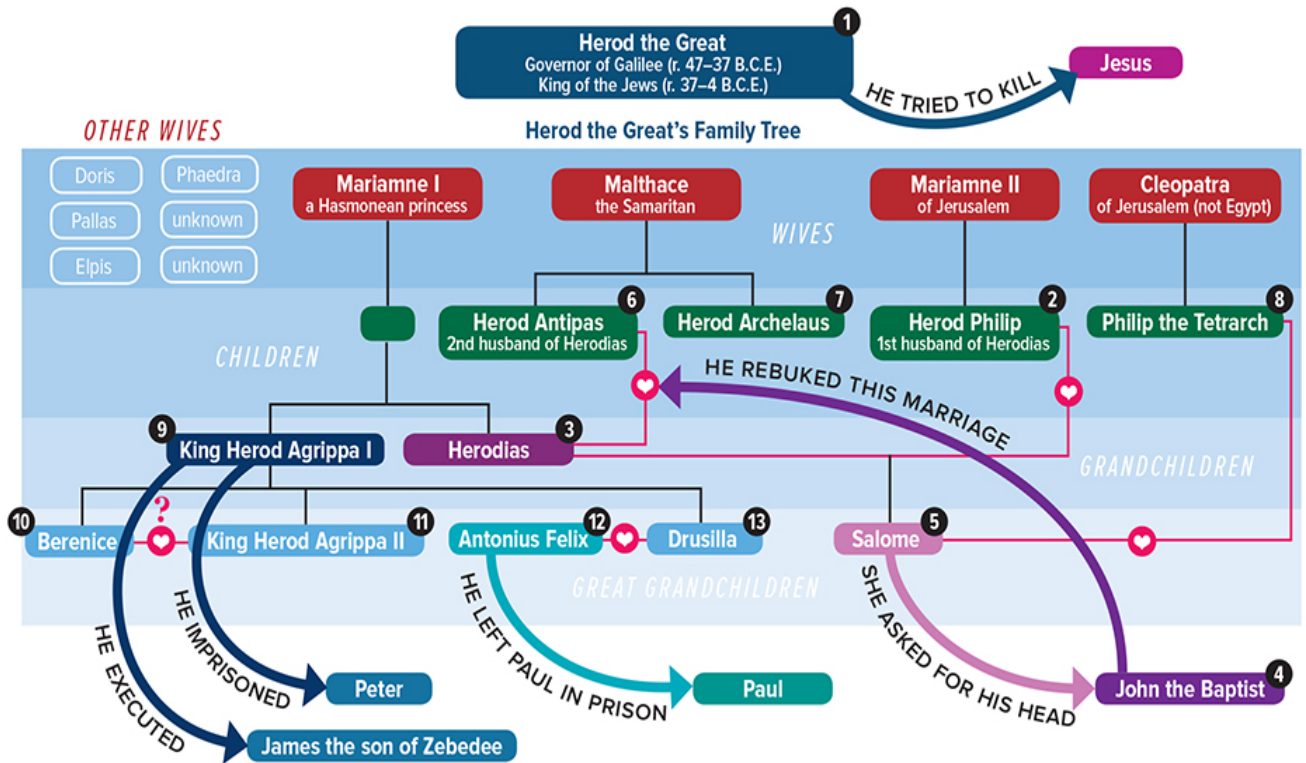 1
Herod the Great
Governor of Galilee (r. 47–37 B.C.E.)
King of the Jews (r. 37–4 B.C.E.)
HE TRIED TO KILL
Jesus
Herod the Great's Family Tree
OTHER WIVES
Doris
Phaedra
Pallas
unknown
Elpis
unknown
Mariamne I
a Hasmonean princess
Malthace
the Samaritan
Mariamne II
of Jerusalem
Cleopatra
of Jerusalem (not Egypt)
WIVES
6
Herod Antipas
2nd husband of Herodias
7
Herod Archelaus
2
Herod Philip
1st husband of Herodias
8
Philip the Tetrarch
CHILDREN
HE REBUKED THIS MARRIAGE
9
King Herod Agrippa I
3
Herodias
GRANDCHILDREN
10
Berenice
?
11
King Herod Agrippa II
12
Antonius Felix
13
Drusilla
5
Salome
GREAT GRANDCHILDREN
HE EXECUTED
HE IMPRISONED
HE LEFT PAUL IN PRISON
SHE ASKED FOR HIS HEAD
Peter
Paul
4
John the Baptist
James the son of Zebedee